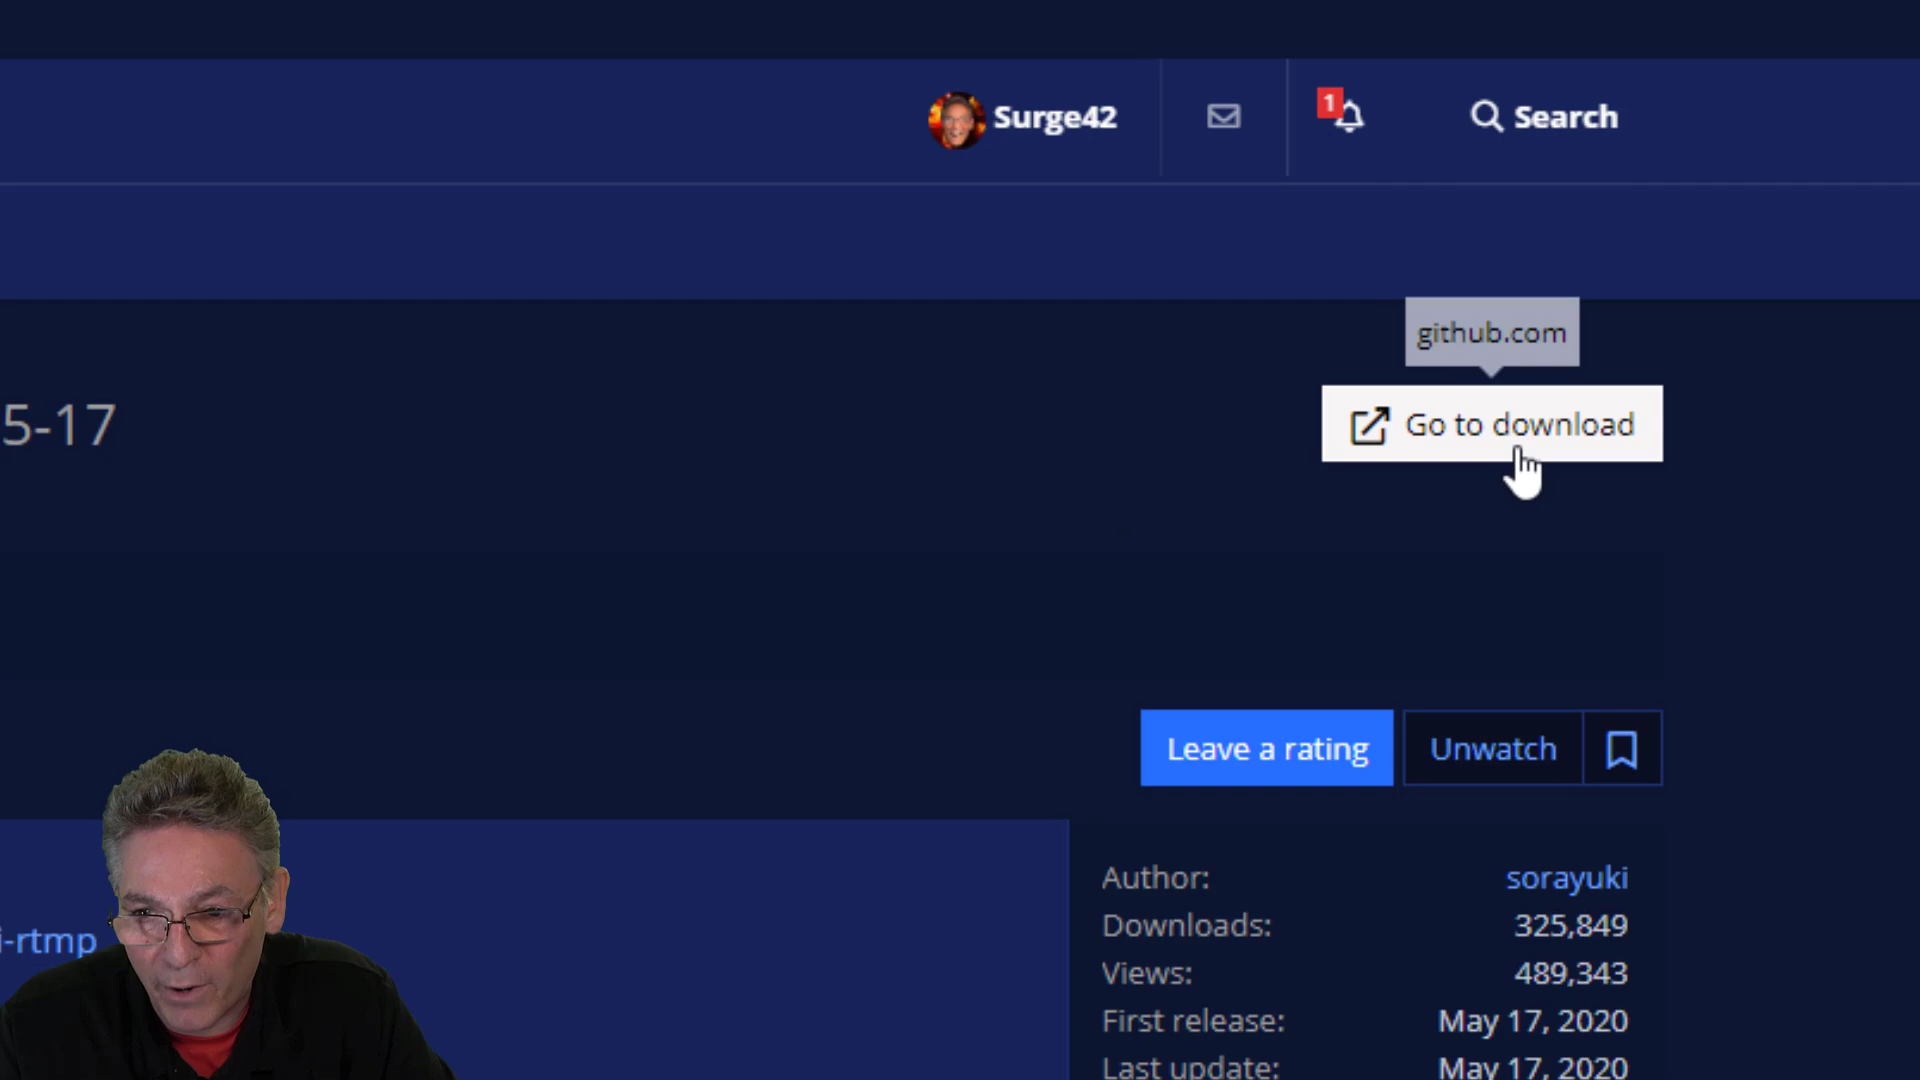 Surge42
1
Search
github.com
5-17
Go to download
Leave a rating
Unwatch
i-rtmp
Author: sorayuki
Downloads: 325,849
Views: 489,343
First release: May 17, 2020
Last update: May 17, 2020